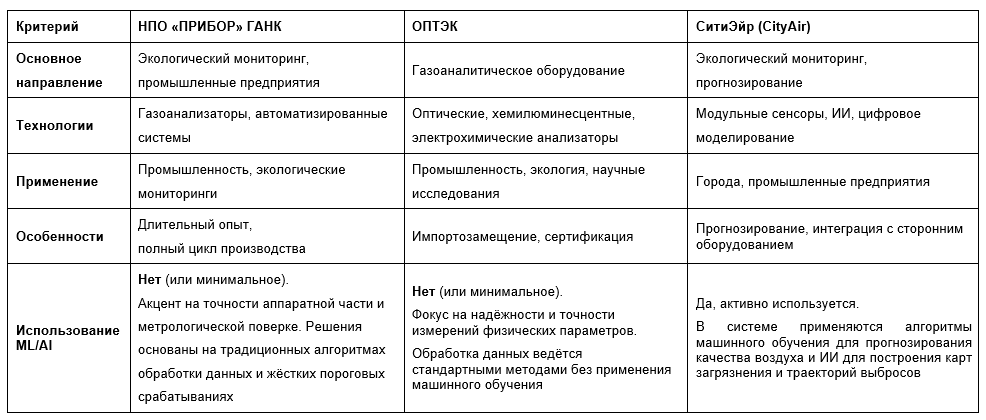 Критерий
НПО «ПРИБОР» ГАНК
ОПТЭК
СитиЭйр (CityAir)
Основное
направление
Экологический мониторинг,
промышленные предприятия
Газоаналитическое оборудование
Экологический мониторинг,
прогнозирование
Технологии
Газоанализаторы, автоматизированные
системы
Оптические, хемилюминесцентные,
электрохимические анализаторы
Модульные сенсоры, ИИ, цифровое
моделирование
Применение
Промышленность, экологические
мониторинги
Промышленность, экология, научные
исследования
Города, промышленные предприятия
Особенности
Длительный опыт,
полный цикл производства
Импортозамещение, сертификация
Прогнозирование, интеграция с сторонним
оборудованием
Использование
ML/AI
Нет (или минимальное).
Акцент на точности аппаратной части и
метрологической поверке. Решения
основаны на традиционных алгоритмах
обработки данных и жёстких пороговых
срабатываниях
Нет (или минимальное).
Фокус на надёжности и точности
измерений физических параметров.
Обработка данных ведётся
стандартными методами без применения
машинного обучения
Да, активно используется.
В системе применяются алгоритмы
машинного обучения для прогнозирования
качества воздуха и ИИ для построения карт
загрязнения и траекторий выбросов